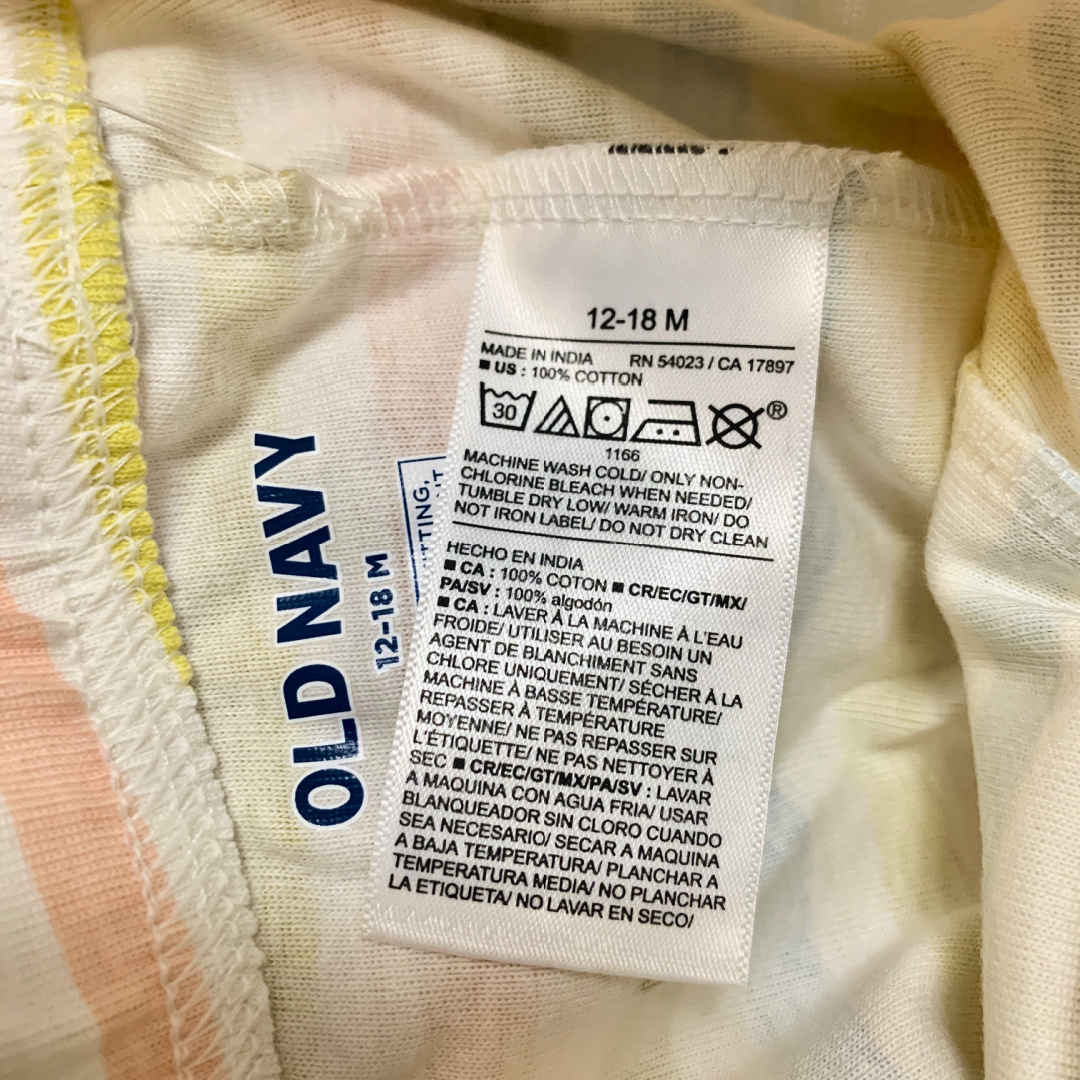 12-18 M
MADE IN INDIA RN 54023 / CA 17897
■ US : 100% COTTON
30
®
1166
MACHINE WASH COLD/ ONLY NON-
CHLORINE BLEACH WHEN NEEDED/
TUMBLE DRY LOW/ WARM IRON/ DO
NOT IRON LABEL/ DO NOT DRY CLEAN
HECHO EN INDIA
■ CA : 100% COTON ■ CR/EC/GT/MX/
PA/SV : 100% algodón
■ CA : LAVER À LA MACHINE À L'EAU
FROIDE/ UTILISER AU BESOIN UN
AGENT DE BLANCHIMENT SANS
CHLORE UNIQUEMENT/ SÉCHER À LA
MACHINE À BASSE TEMPÉRATURE/
REPASSER À TEMPÉRATURE
MOYENNE/ NE PAS REPASSER SUR
L'ÉTIQUETTE/ NE PAS NETTOYER À
SEC ■ CR/EC/GT/MX/PA/SV : LAVAR
A MAQUINA CON AGUA FRIA/ USAR
BLANQUEADOR SIN CLORO CUANDO
SEA NECESARIO/ SECAR A MAQUINA
A BAJA TEMPERATURA/ PLANCHAR A
TEMPERATURA MEDIA/ NO PLANCHAR
LA ETIQUETA/ NO LAVAR EN SECO/
OLD NAVY
12-18 M